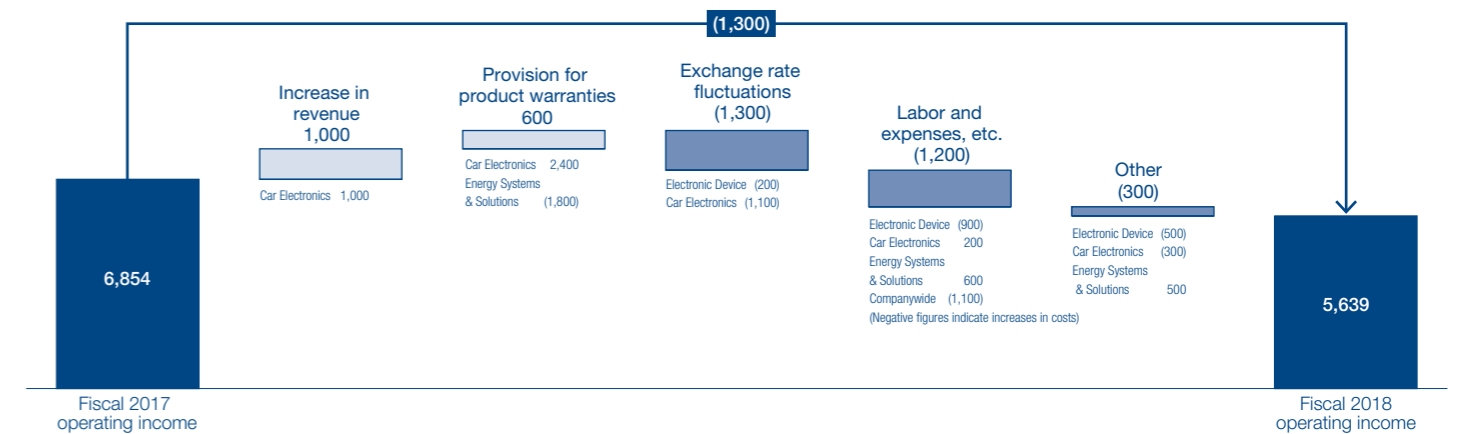 (1,300)
Increase in
revenue
1,000
Car Electronics 1,000
Provision for
product warranties
600
Car Electronics 2,400
Energy Systems
& Solutions (1,800)
Exchange rate
fluctuations
(1,300)
Electronic Device (200)
Car Electronics (1,100)
Labor and
expenses, etc.
(1,200)
Electronic Device (900)
Car Electronics 200
Energy Systems
& Solutions 600
Companywide (1,100)
(Negative figures indicate increases in costs)
Other
(300)
Electronic Device (500)
Car Electronics (300)
Energy Systems
& Solutions 500
6,854
5,639
Fiscal 2017
operating income
Fiscal 2018
operating income